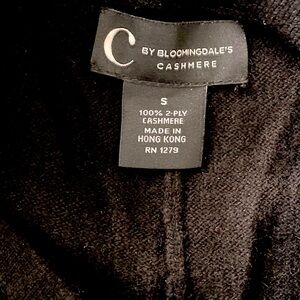 C BY BLOOMINGDALE'S
CASHMERE
S
100% 2-PLY
CASHMERE
MADE IN
HONG KONG
RN 1279